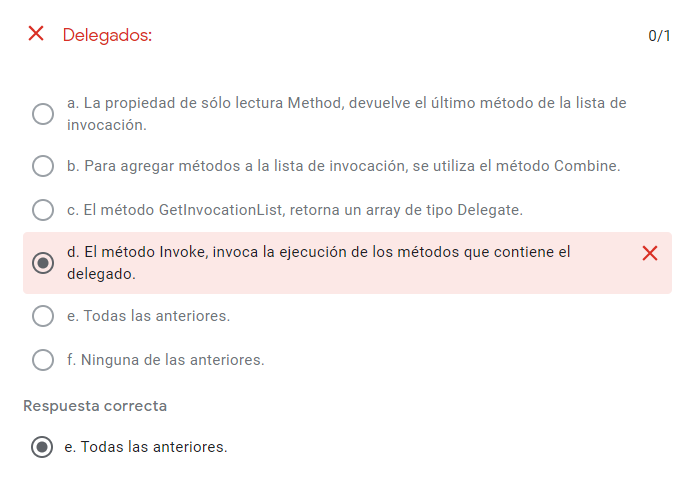 Delegados:
0/1
a. La propiedad de sólo lectura Method, devuelve el último método de la lista de
invocación.
b. Para agregar métodos a la lista de invocación, se utiliza el método Combine.
c. El método GetInvocationList, retorna un array de tipo Delegate.
d. El método Invoke, invoca la ejecución de los métodos que contiene el
delegado.
e. Todas las anteriores.
f. Ninguna de las anteriores.
Respuesta correcta
e. Todas las anteriores.